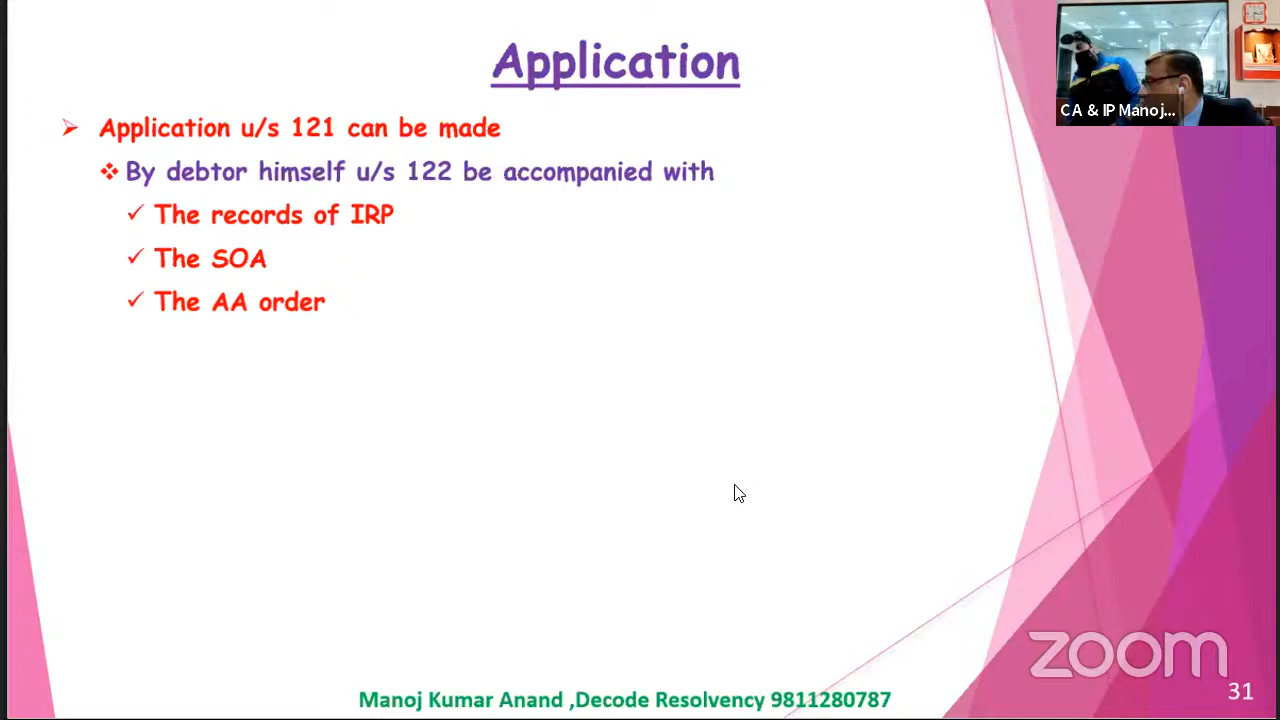 Application
CA & IP Manoj...
Application u/s 121 can be made
By debtor himself u/s 122 be accompanied with
The records of IRP
The SOA
The AA order
zoom
Manoj Kumar Anand ,Decode Resolvency 9811280787
31